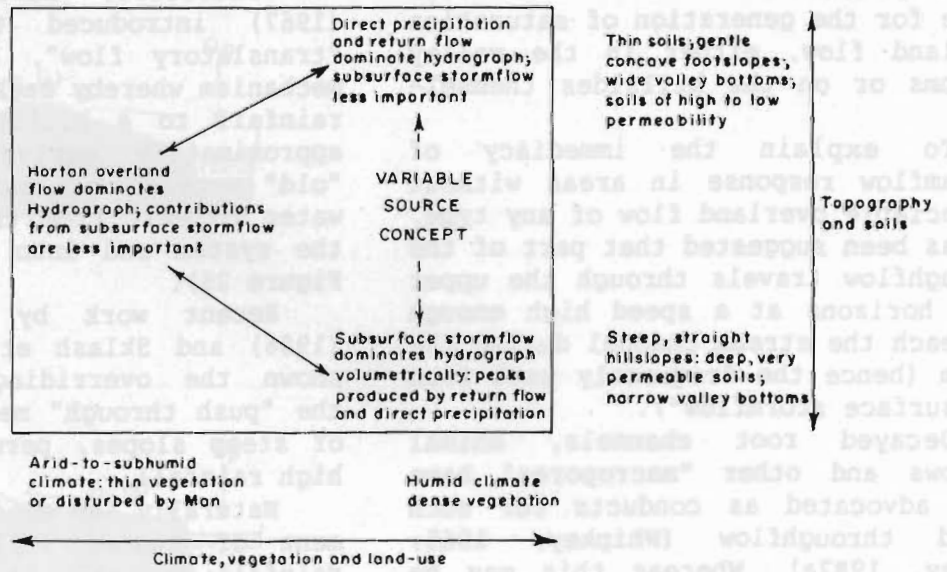 Direct precipitation
and return flow
dominate hydrograph;
subsurface stormflow
less important
Thin soils; gentle
concave footslopes;
wide valley bottoms;
soils of high to low
permeability
Horton overland
flow dominates
Hydrograph; contributions
from subsurface stormflow
are less important
VARIABLE
SOURCE
CONCEPT
Topography
and soils
Subsurface stormflow
dominates hydrograph
volumetrically: peaks
produced by return flow
and direct precipitation
Steep, straight
hillslopes: deep, very
permeable soils;
narrow valley bottoms
Arid-to-subhumid
climate: thin vegetation
or disturbed by Man
Humid climate
dense vegetation
Climate, vegetation and land-use